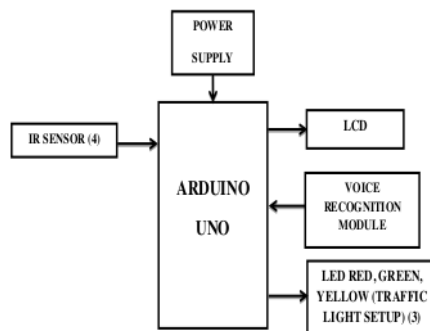 POWER
SUPPLY
IR SENSOR (4)
ARDUINO
UNO
LCD
VOICE
RECOGNITION
MODULE
LED RED, GREEN,
YELLOW (TRAFFIC
LIGHT SETUP) (3)